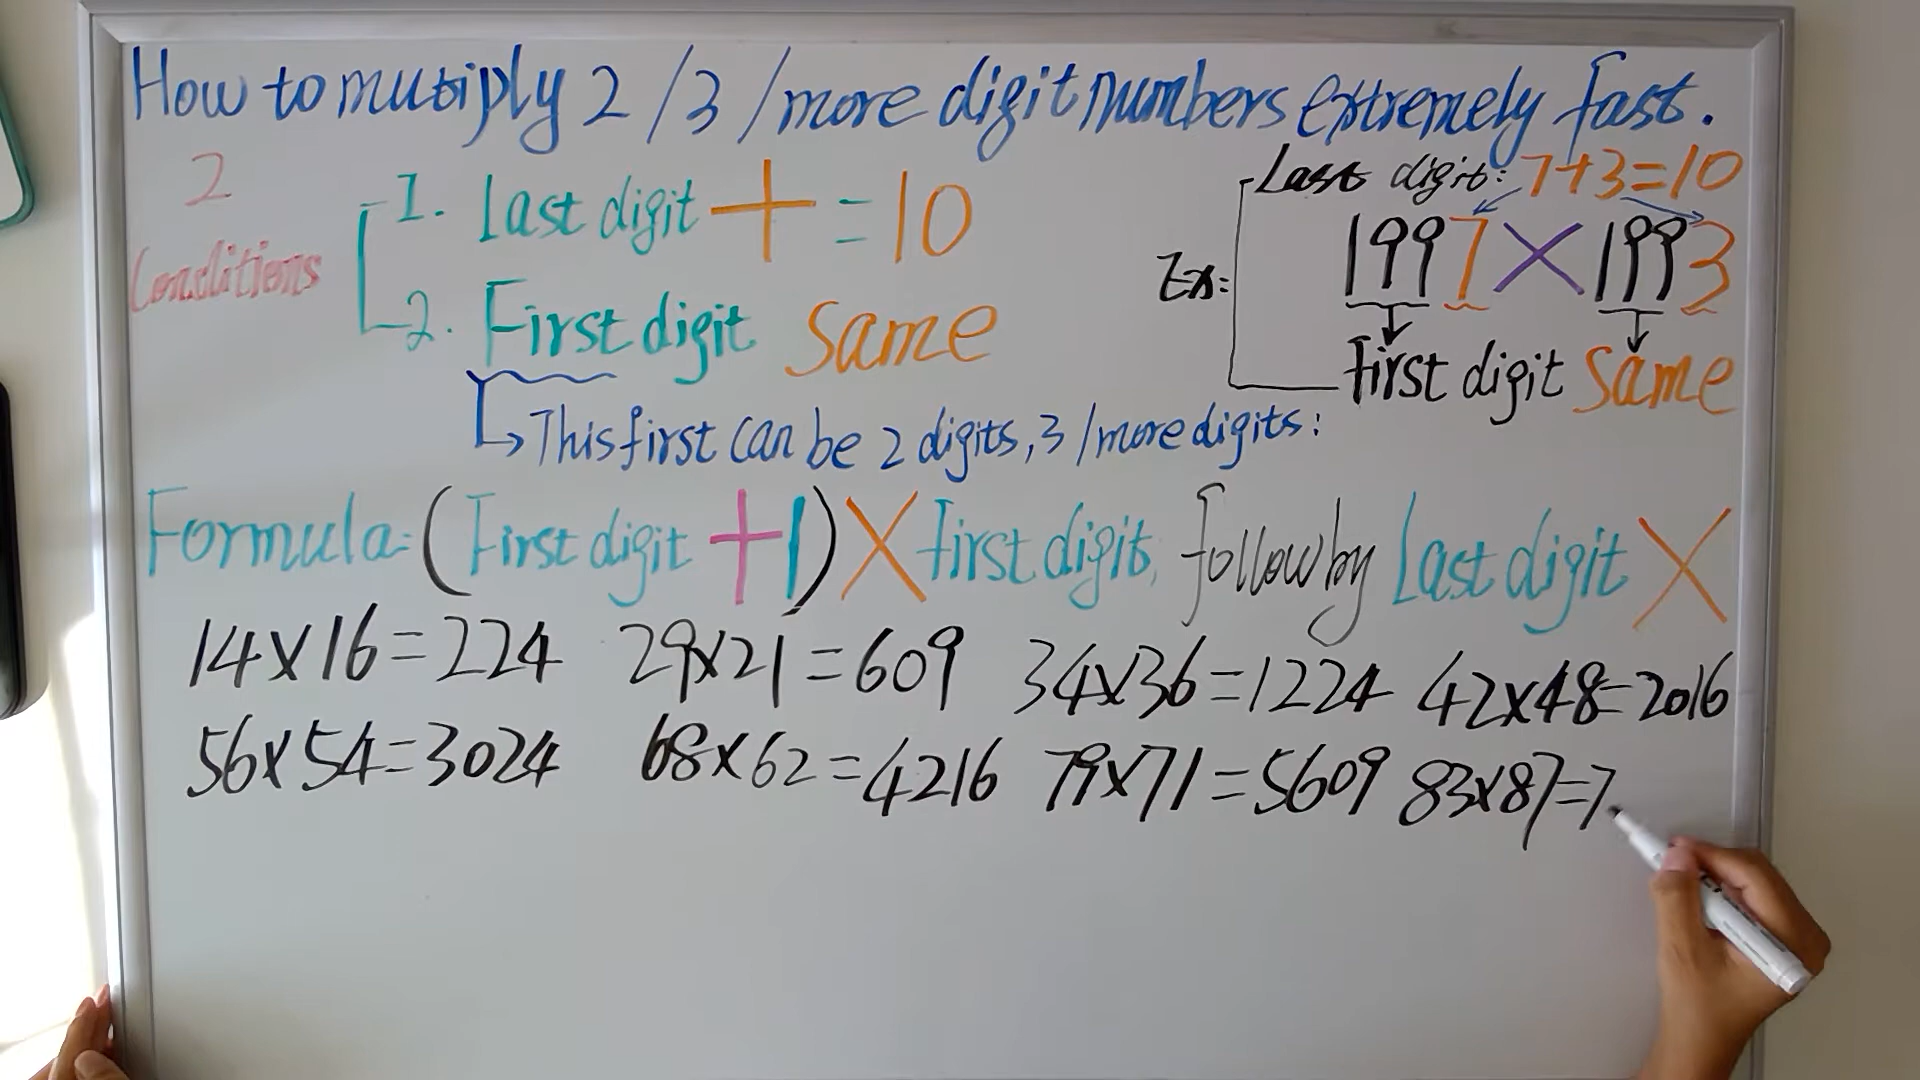 How to mutiply 2/3/more digit numbers extremely fast.
2 Conditions
1. Last digit + = 10
2. First digit Same
This first can be 2 digits, 3/more digits:
Ex:
Last digit: 7+3=10
1997×1993
First digit Same
Formula: (First digit +1)× First digit, follow by Last digit ×
14×16=224 29×21=609 34×36=1224 42×48=2016
56×54=3024 68×62=4216 79×71=5609 83×87=7